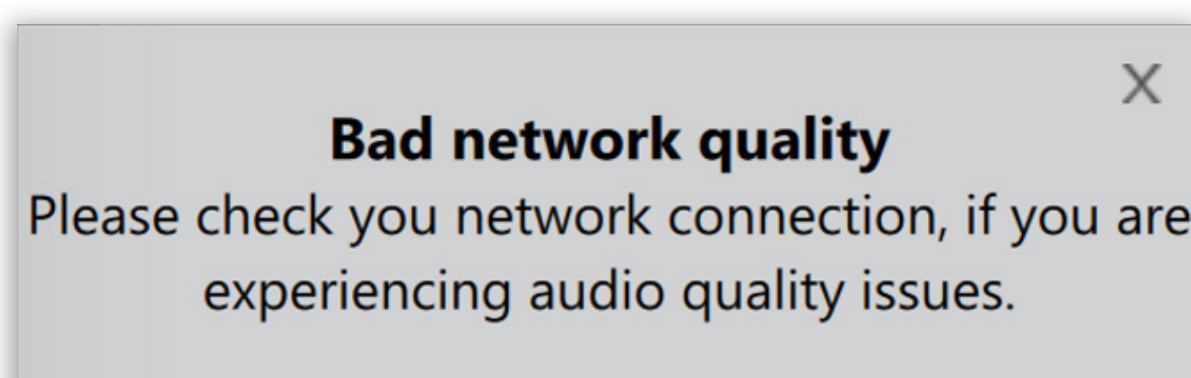 X
Bad network quality
Please check you network connection, if you are
experiencing audio quality issues.